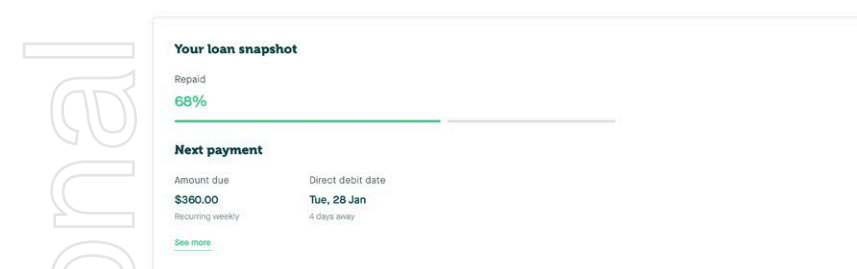 onal
Your loan snapshot
Repaid
68%
Next payment
Amount due
Direct debit date
$360.00
Tue, 28 Jan
Recurring weekly
4 days away
See more